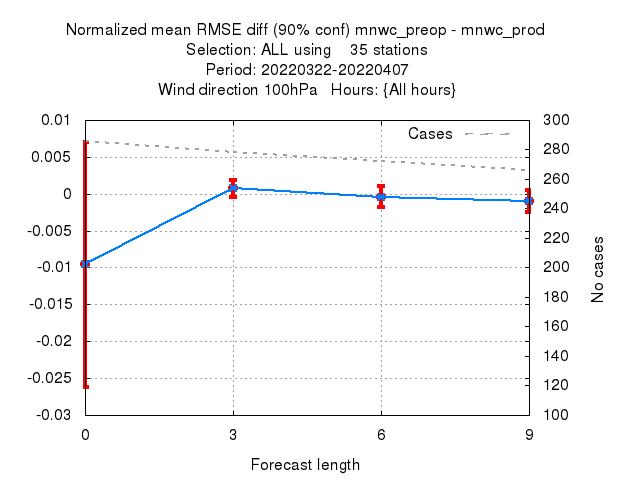 Normalized mean RMSE diff (90% conf) mnwc_preop - mnwc_prod
Selection: ALL using    35 stations
Period: 20220322-20220407
Wind direction 100hPa   Hours: {All hours}
0.01
0.005
0
-0.005
-0.01
-0.015
-0.02
-0.025
-0.03
Cases
300
280
260
240
220
200
180
160
140
120
100
No cases
0 3 6 9
Forecast length